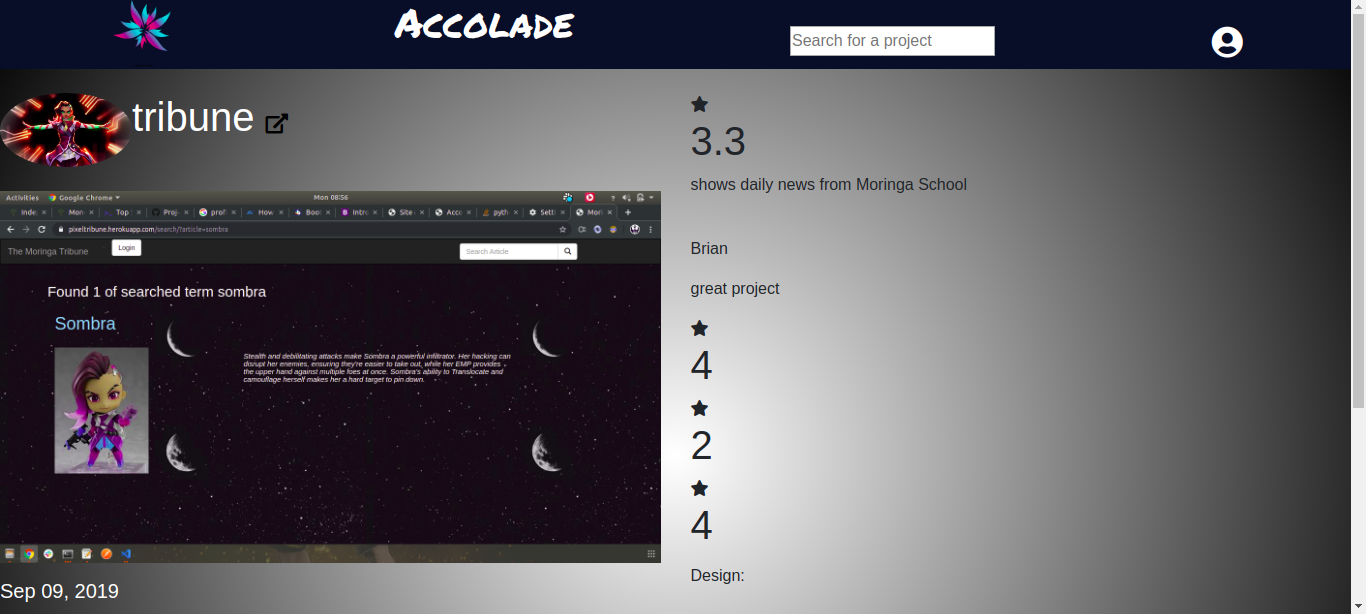 Accolade
Search for a project
tribune
Activities Google Chrome Mon 08:56
pixeltribune.herokuapp.com/search/?article=sombra
The Moringa Tribune Login Search Article
Found 1 of searched term sombra
Sombra
Stealth and debilitating attacks make Sombra a powerful infiltrator. Her hacking can
disrupt her enemies, ensuring they're easier to take out, while her EMP provides
the upper hand against multiple foes at once. Sombra's ability to Translocate and
camouflage herself makes her a hard target to pin down.
Sep 09, 2019
3.3
shows daily news from Moringa School
Brian
great project
4
2
4
Design: